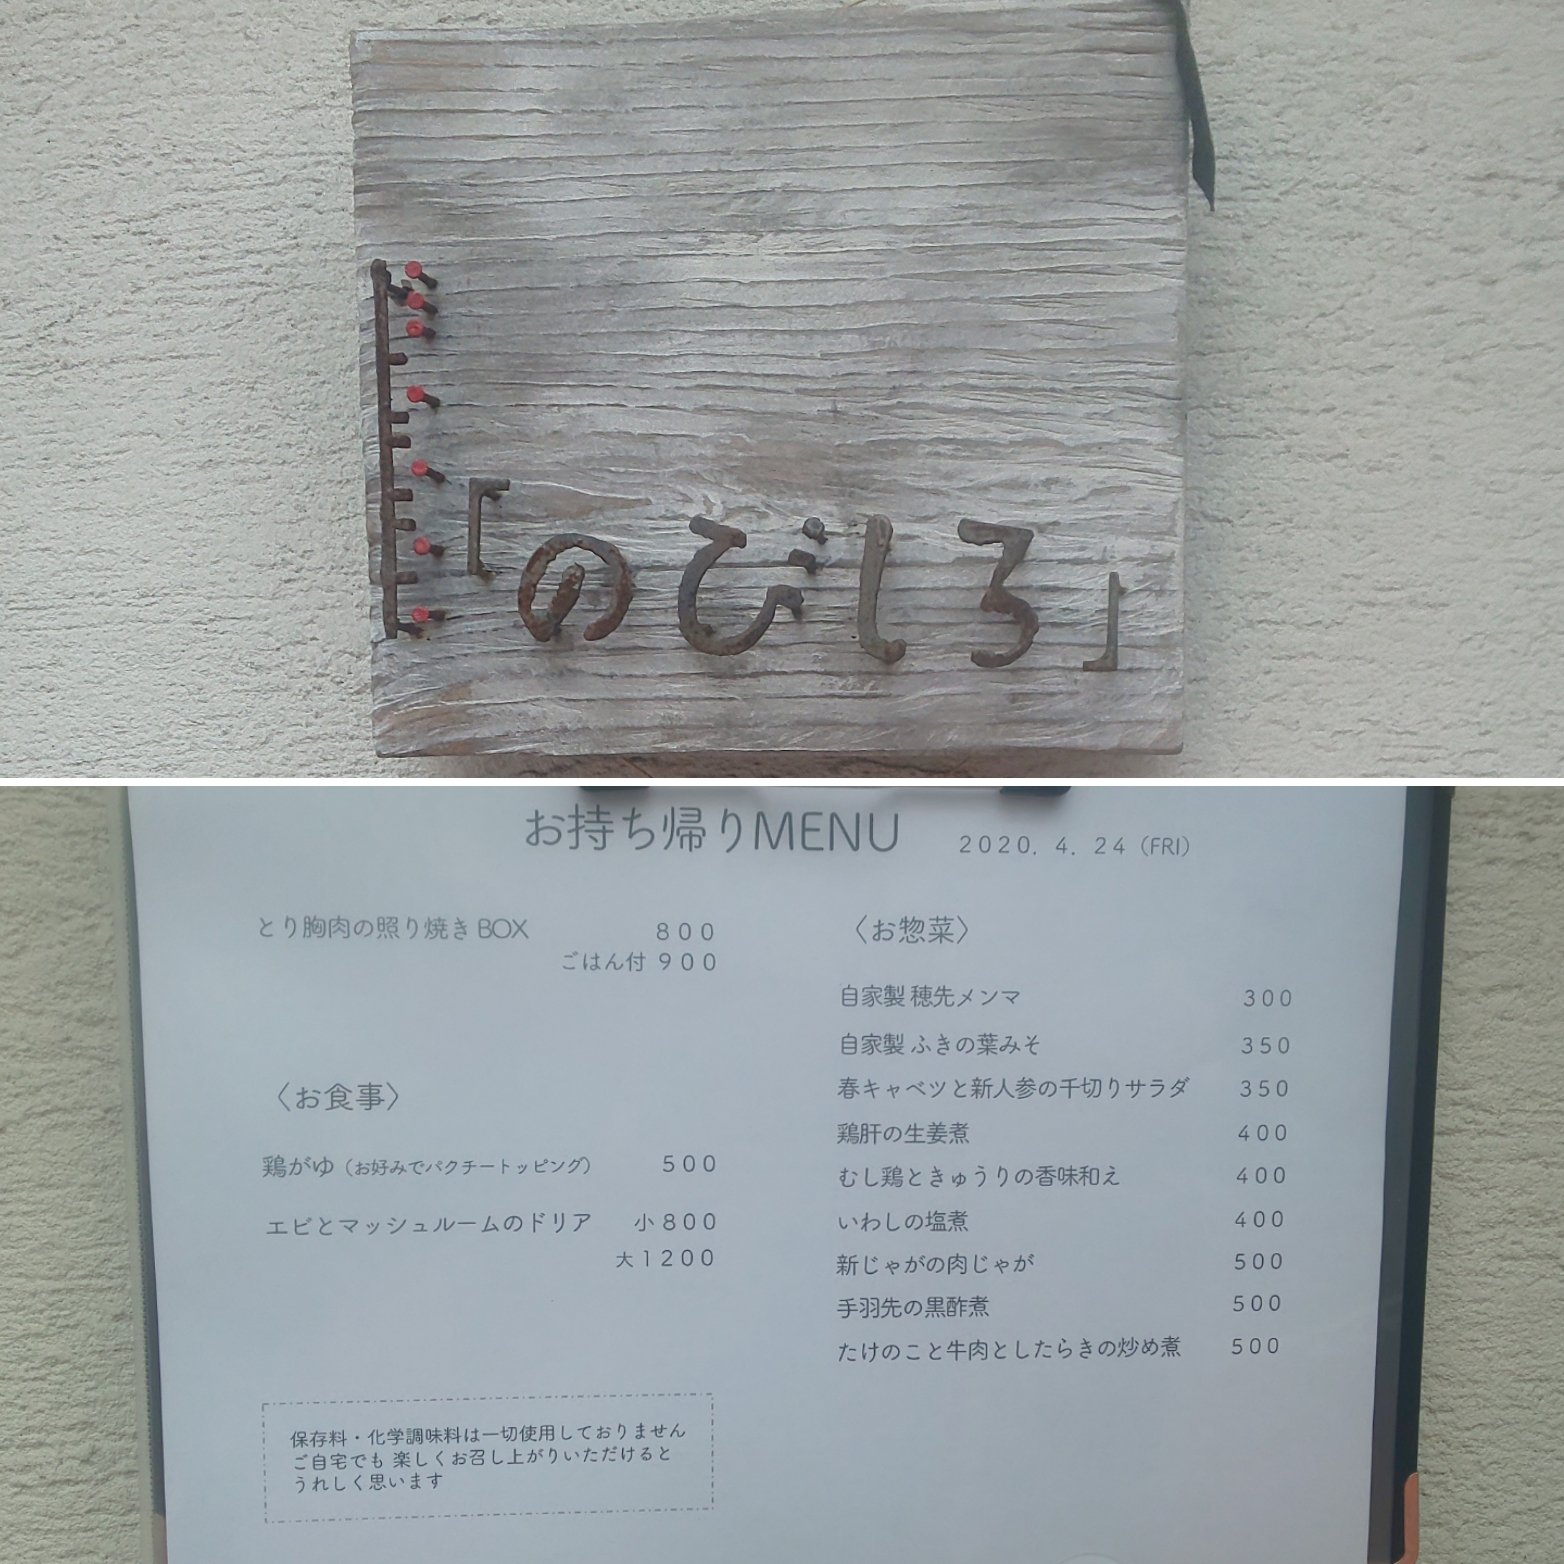 「のびしろ」
お持ち帰りMENU 2020. 4. 24 (FRI)
とり胸肉の照り焼きBOX 800
ごはん付 900
〈お食事〉
鶏がゆ（お好みでパクチートッピング） 500
エビとマッシュルームのドリア 小800
大1200
保存料・化学調味料は一切使用しておりません
ご自宅でも 楽しくお召し上がりいただけると
うれしく思います
〈お惣菜〉
自家製 穂先メンマ 300
自家製 ふきの葉みそ 350
春キャベツと新人参の千切りサラダ 350
鶏肝の生姜煮 400
むし鶏ときゅうりの香味和え 400
いわしの塩煮 400
新じゃがの肉じゃが 500
手羽先の黒酢煮 500
たけのこと牛肉としたらきの炒め煮 500